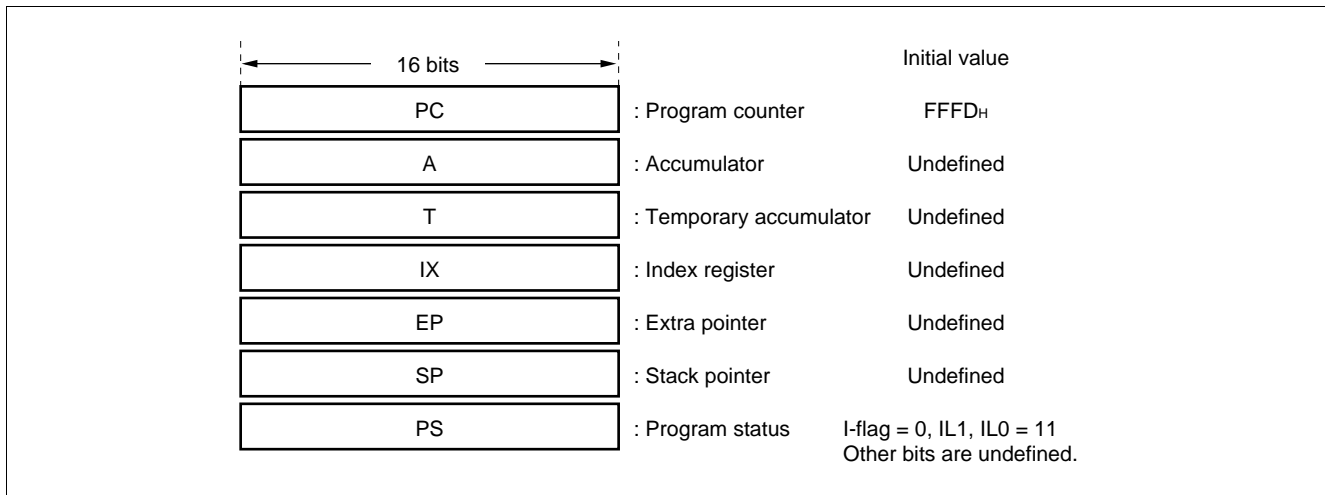 16 bits Initial value
PC : Program counter FFFDH
A : Accumulator Undefined
T : Temporary accumulator Undefined
IX : Index register Undefined
EP : Extra pointer Undefined
SP : Stack pointer Undefined
PS : Program status I-flag = 0, IL1, IL0 = 11
Other bits are undefined.